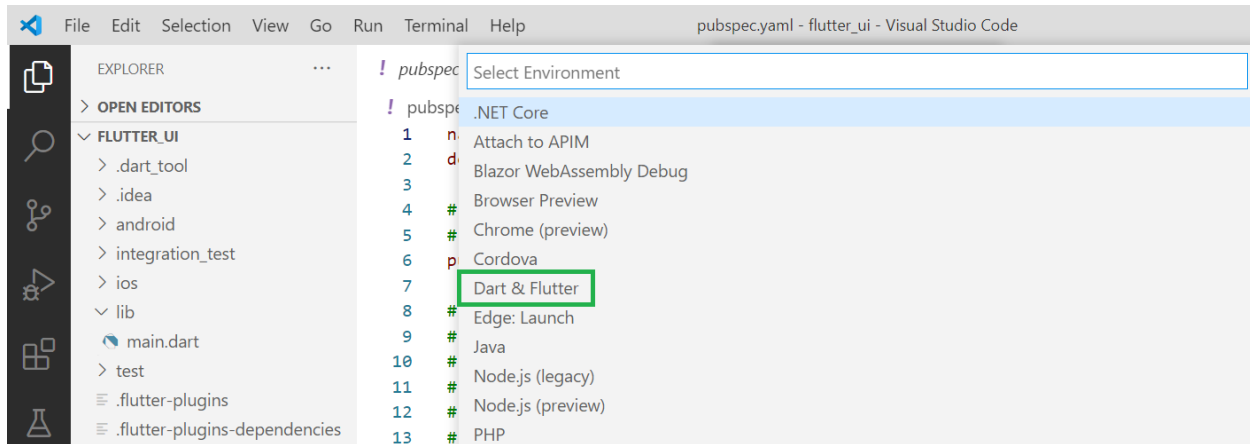 File Edit Selection View Go Run Terminal Help pubspec.yaml - flutter_ui - Visual Studio Code
EXPLORER ...
> OPEN EDITORS
FLUTTER_UI
> .dart_tool
> .idea
> android
> integration_test
> ios
lib
main.dart
> test
.flutter-plugins
.flutter-plugins-dependencies
! pubspec
! pubspe
1 n
2 d
3
4 #
5 #
6 p
7
8 #
9 #
10 #
11 #
12 #
13 #
Select Environment
.NET Core
Attach to APIM
Blazor WebAssembly Debug
Browser Preview
Chrome (preview)
Cordova
Dart & Flutter
Edge: Launch
Java
Node.js (legacy)
Node.js (preview)
PHP